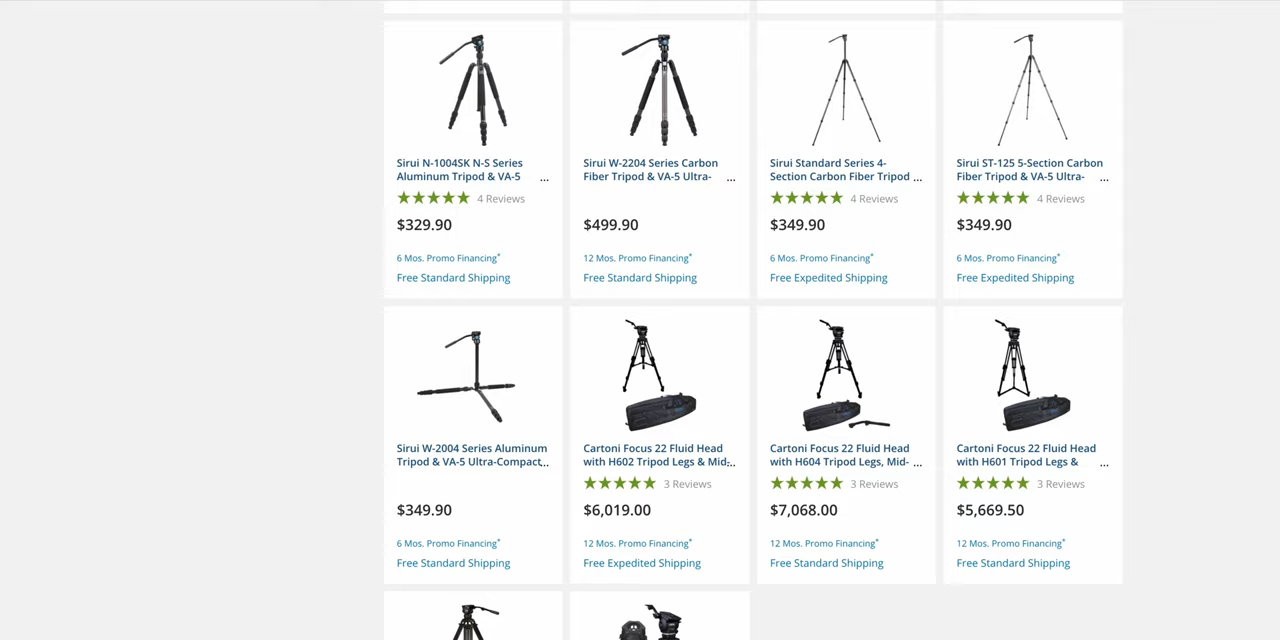 Sirui N-1004SK N-S Series
Aluminum Tripod & VA-5 ...
4 Reviews
$329.90
6 Mos. Promo Financing*
Free Standard Shipping
Sirui W-2204 Series Carbon
Fiber Tripod & VA-5 Ultra- ...
$499.90
12 Mos. Promo Financing*
Free Standard Shipping
Sirui Standard Series 4-
Section Carbon Fiber Tripod ...
4 Reviews
$349.90
6 Mos. Promo Financing*
Free Expedited Shipping
Sirui ST-125 5-Section Carbon
Fiber Tripod & VA-5 Ultra- ...
4 Reviews
$349.90
6 Mos. Promo Financing*
Free Expedited Shipping
Sirui W-2004 Series Aluminum
Tripod & VA-5 Ultra-Compact...
$349.90
6 Mos. Promo Financing*
Free Standard Shipping
Cartoni Focus 22 Fluid Head
with H602 Tripod Legs & Mid-...
3 Reviews
$6,019.00
12 Mos. Promo Financing*
Free Expedited Shipping
Cartoni Focus 22 Fluid Head
with H604 Tripod Legs, Mid- ...
3 Reviews
$7,068.00
12 Mos. Promo Financing*
Free Standard Shipping
Cartoni Focus 22 Fluid Head
with H601 Tripod Legs & ...
3 Reviews
$5,669.50
12 Mos. Promo Financing*
Free Standard Shipping